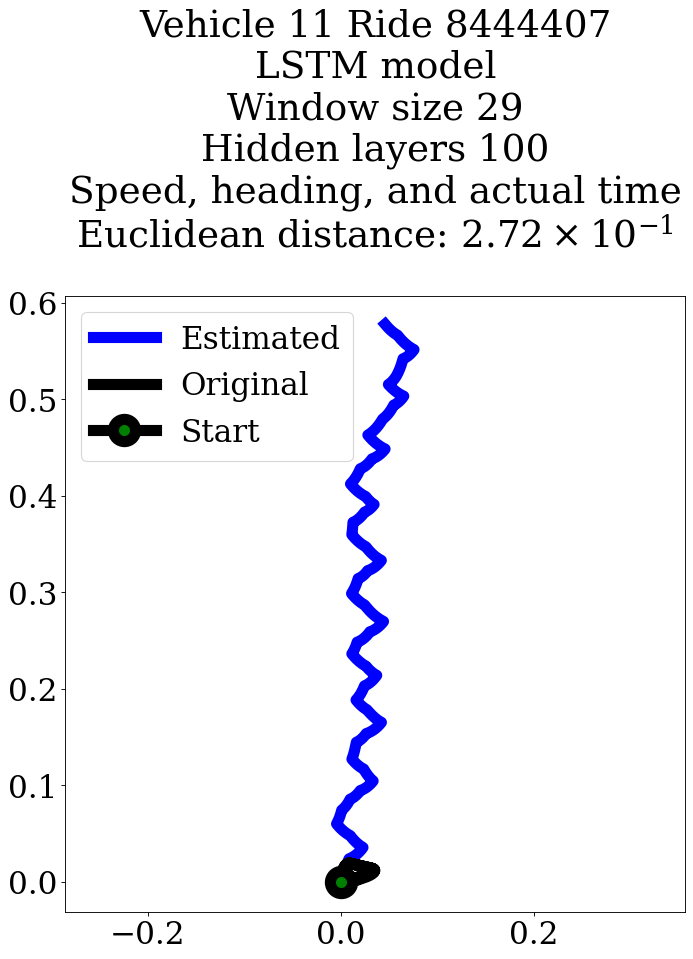 Vehicle 11 Ride 8444407
LSTM model
Window size 29
Hidden layers 100
Speed, heading, and actual time
Euclidean distance: 2.72 × 10⁻¹
0.6
0.5
0.4
0.3
0.2
0.1
0.0
Estimated
Original
Start
−0.2
0.0
0.2